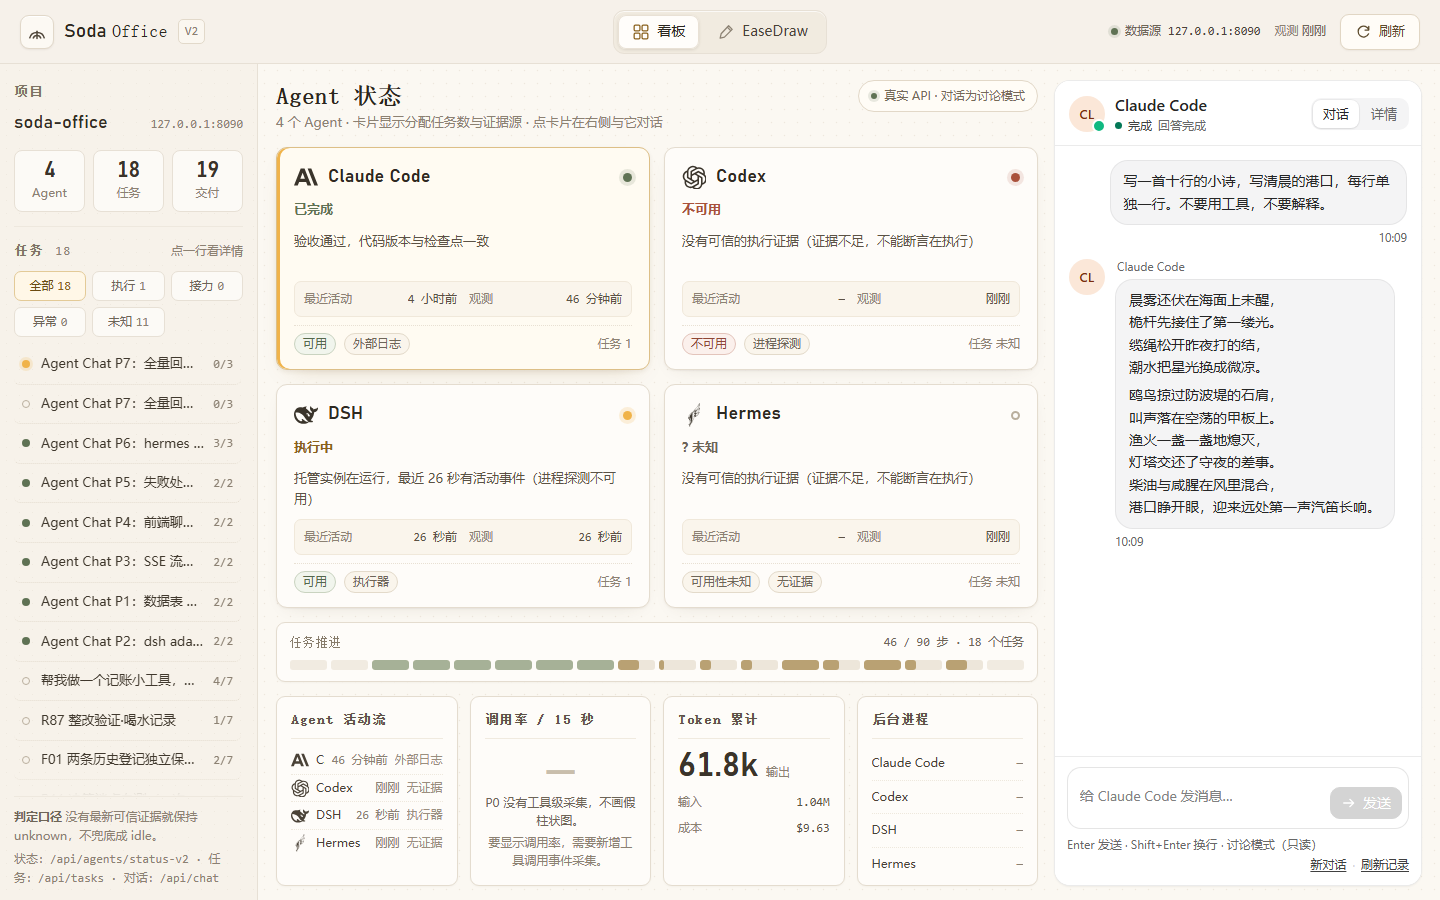 Soda Office V2
看板
EaseDraw
数据源 127.0.0.1:8090
观测 刚刚
刷新
项目
soda-office 127.0.0.1:8090
4 18 19
Agent 任务 交付
任务 18 点一行看详情
全部 18 执行 1 接力 0
异常 0 未知 11
Agent Chat P7：全量回... 0/3
Agent Chat P7：全量回... 0/3
Agent Chat P6：hermes ... 3/3
Agent Chat P5：失败处... 2/2
Agent Chat P4：前端聊... 2/2
Agent Chat P3：SSE 流... 2/2
Agent Chat P1：数据表 ... 2/2
Agent Chat P2：dsh ada... 2/2
帮我做一个记账小工具，... 4/7
R87 整改验证·喝水记录 1/7
F01 两条历史登记独立保... 2/7
判定口径 没有最新可信证据就保持
unknown，不兜底成 idle。
状态：/api/agents/status-v2 · 任
务：/api/tasks · 对话：/api/chat
Agent 状态
4 个 Agent · 卡片显示分配任务数与证据源 · 点卡片在右侧与它对话
真实 API · 对话为讨论模式
Claude Code
已完成
验收通过，代码版本与检查点一致
最近活动 4 小时前 观测 46 分钟前
可用 外部日志 任务 1
Codex
不可用
没有可信的执行证据（证据不足，不能断言在执行）
最近活动 — 观测 刚刚
不可用 进程探测 任务 未知
DSH
执行中
托管实例在运行，最近 26 秒有活动事件（进程探测不可
用）
最近活动 26 秒前 观测 26 秒前
可用 执行器 任务 1
Hermes
? 未知
没有可信的执行证据（证据不足，不能断言在执行）
最近活动 — 观测 刚刚
可用性未知 无证据 任务 未知
任务推进 46 / 90 步 · 18 个任务
Agent 活动流
C 46 分钟前 外部日志
Codex 刚刚 无证据
DSH 26 秒前 执行器
Hermes 刚刚 无证据
调用率 / 15 秒
—
P0 没有工具级采集，不画假
柱状图。
要显示调用率，需要新增工
具调用事件采集。
Token 累计
61.8k 输出
输入 1.04M
成本 $9.63
后台进程
Claude Code —
Codex —
DSH —
Hermes —
CL
Claude Code
完成 回答完成
对话 详情
写一首十行的小诗，写清晨的港口，每行单
独一行。不要用工具，不要解释。
10:09
CL
Claude Code
晨雾还伏在海面上未醒，
桅杆先接住了第一缕光。
缆绳松开昨夜打的结，
潮水把星光换成微凉。
鸥鸟掠过防波堤的石肩，
叫声落在空荡的甲板上。
渔火一盏一盏地熄灭，
灯塔交还了守夜的差事。
柴油与咸腥在风里混合，
港口睁开眼，迎来远处第一声汽笛长响。
10:09
给 Claude Code 发消息...
发送
Enter 发送 · Shift+Enter 换行 · 讨论模式（只读）
新对话 · 刷新记录